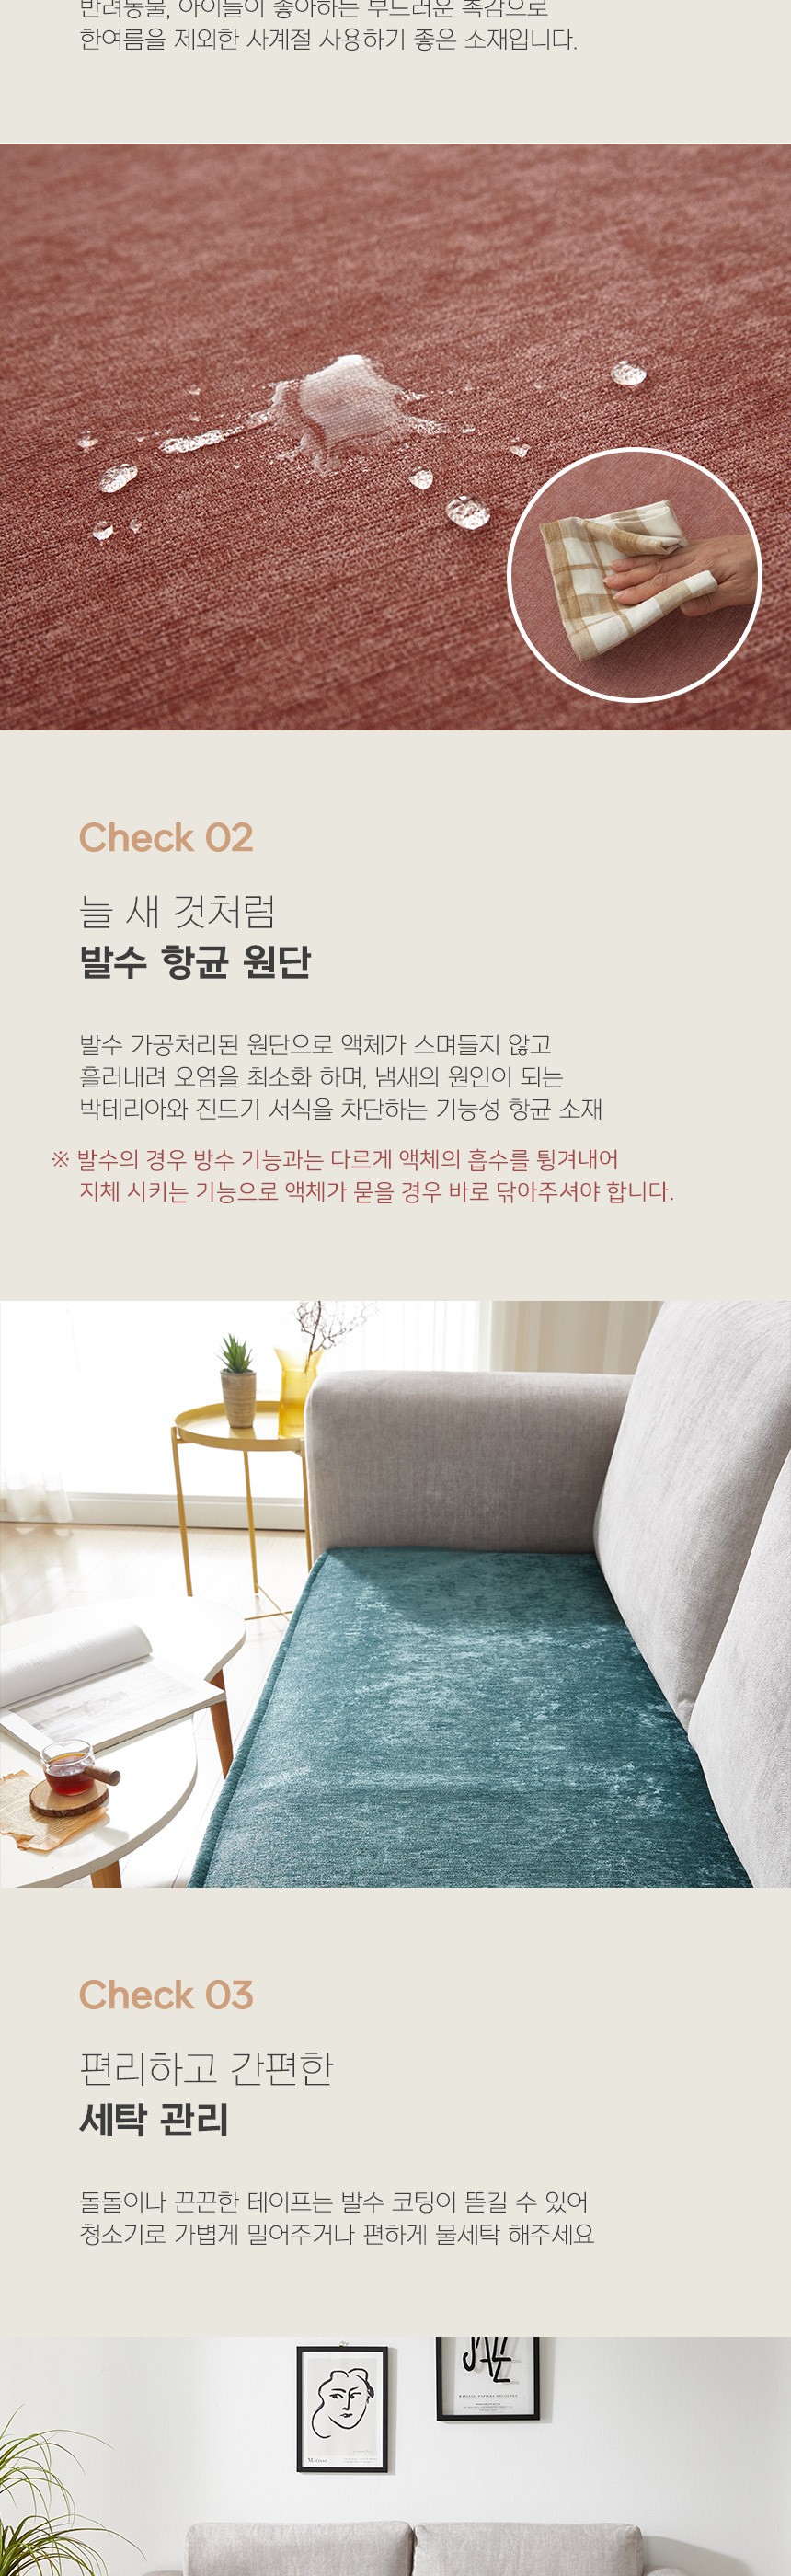 반려동물, 아이들이 좋아하는 부드러운 촉감으로
한여름을 제외한 사계절 사용하기 좋은 소재입니다.
Check 02
늘 새 것처럼
발수 항균 원단
발수 가공처리된 원단으로 액체가 스며들지 않고
흘러내려 오염을 최소화 하며, 냄새의 원인이 되는
박테리아와 진드기 서식을 차단하는 기능성 항균 소재
※ 발수의 경우 방수 기능과는 다르게 액체의 흡수를 튕겨내어
지체 시키는 기능으로 액체가 묻을 경우 바로 닦아주셔야 합니다.
Check 03
편리하고 간편한
세탁 관리
돌돌이나 끈끈한 테이프는 발수 코팅이 뜯길 수 있어
청소기로 가볍게 밀어주거나 편하게 물세탁 해주세요
JAZZ
Matisse